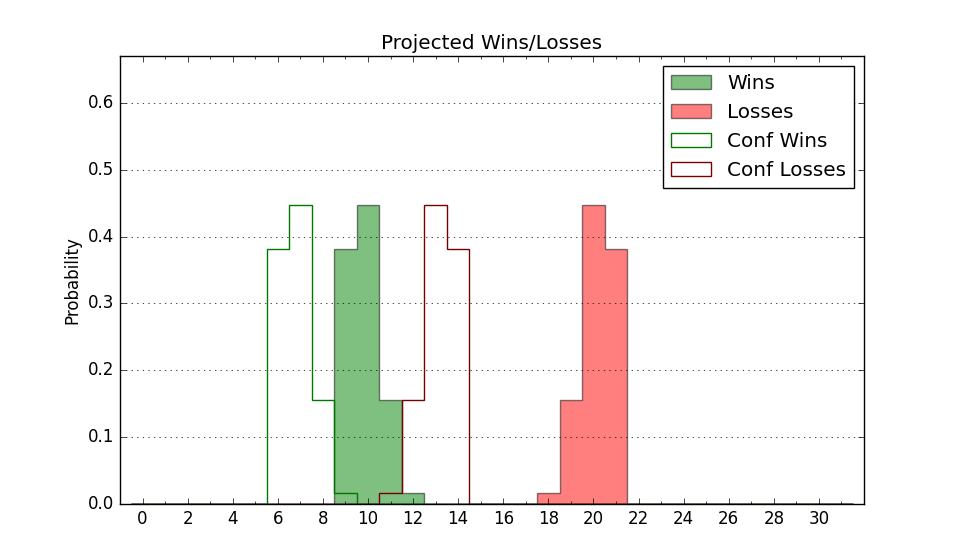 Projected Wins/Losses
Wins
Losses
Conf Wins
Conf Losses
Probability
0.6
0.5
0.4
0.3
0.2
0.1
0.0
0 2 4 6 8 10 12 14 16 18 20 22 24 26 28 30